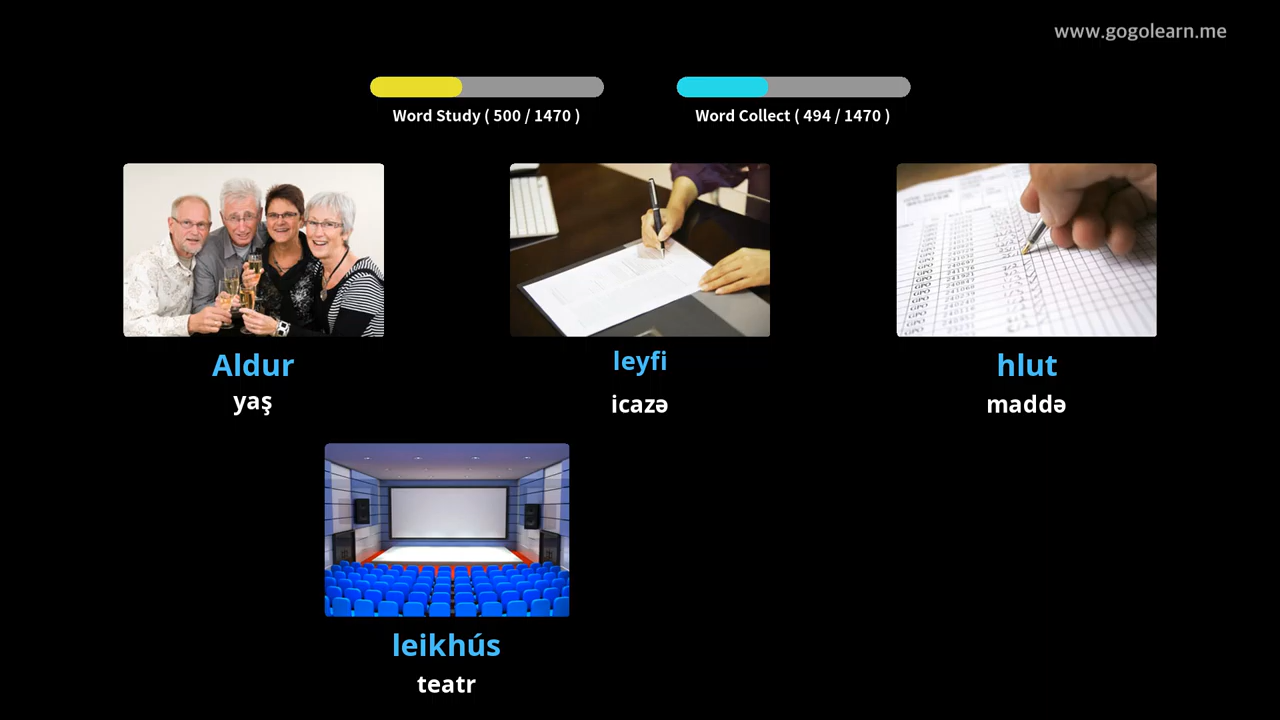 www.gogolearn.me
Word Study ( 500 / 1470 )
Word Collect ( 494 / 1470 )
Aldur
yaş
leyfi
icazə
hlut
maddə
leikhús
teatr